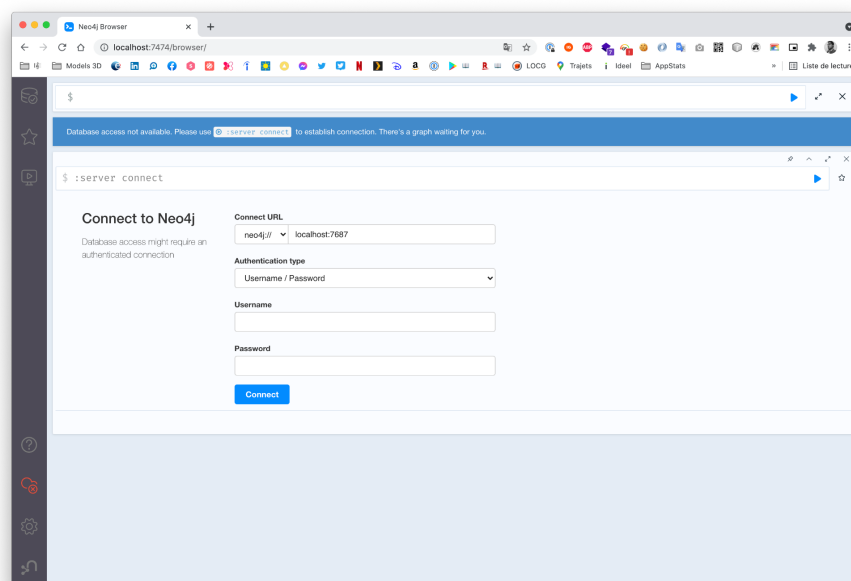 Neo4j Browser
localhost:7474/browser/
Models 3D
LOCG
Trajets
Ideel
AppStats
»
Liste de lecture
$
Database access not available. Please use :server connect to establish connection. There's a graph waiting for you.
$ :server connect
Connect to Neo4j
Database access might require an
authenticated connection
Connect URL
neo4j://
localhost:7687
Authentication type
Username / Password
Username
Password
Connect